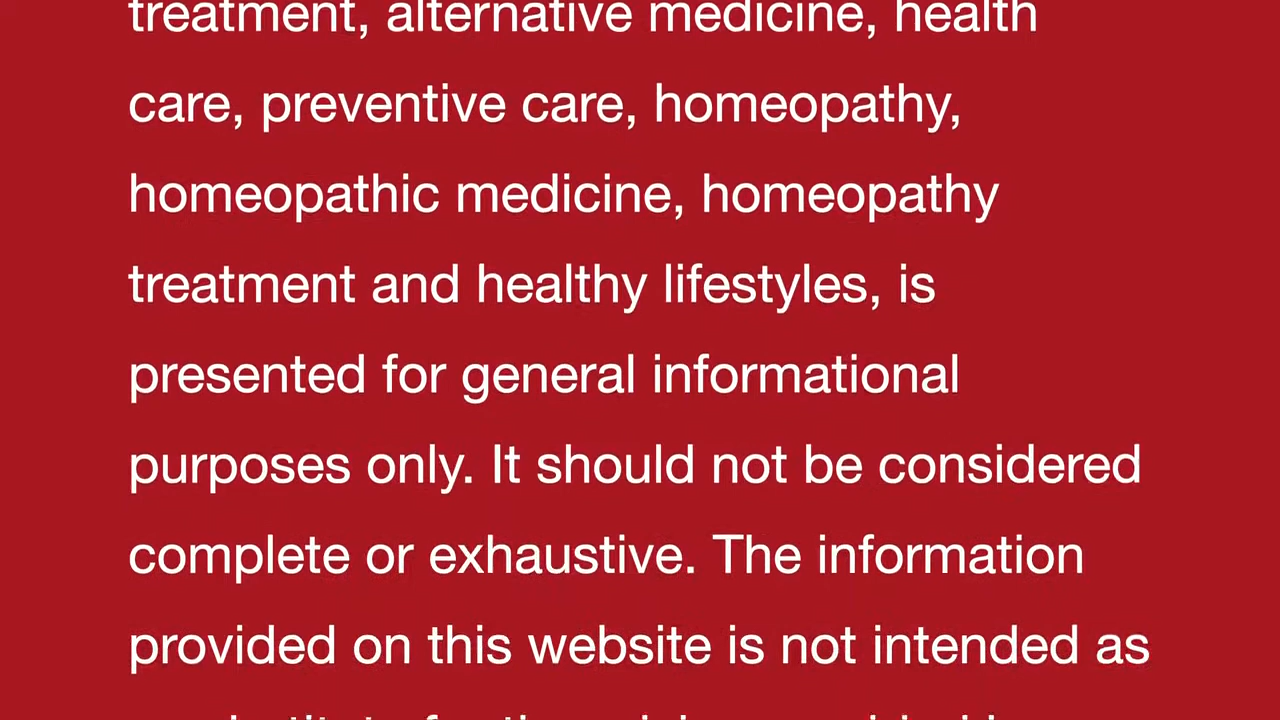 treatment, alternative medicine, health
care, preventive care, homeopathy,
homeopathic medicine, homeopathy
treatment and healthy lifestyles, is
presented for general informational
purposes only. It should not be considered
complete or exhaustive. The information
provided on this website is not intended as